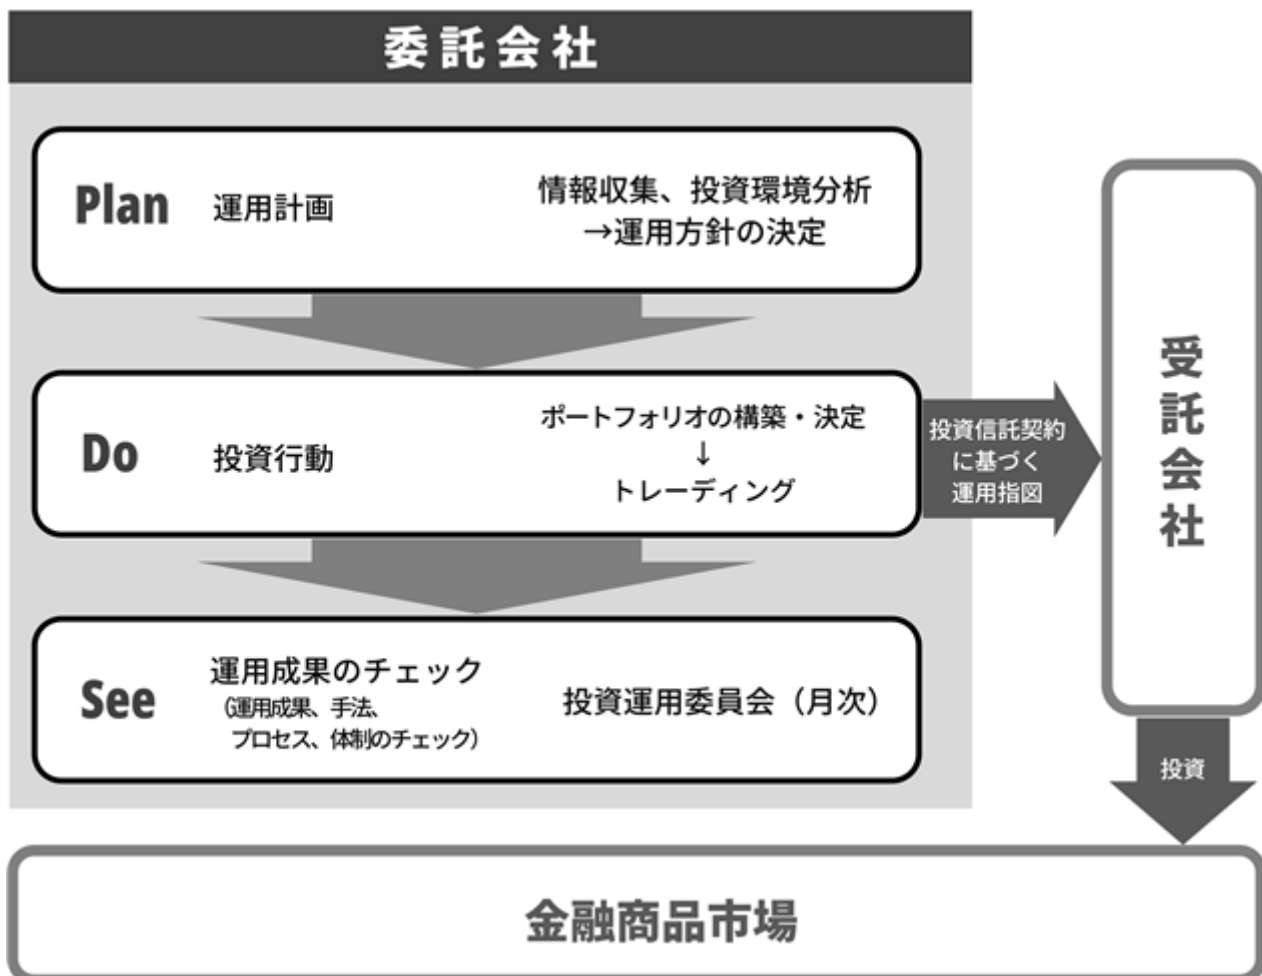 委託会社
Plan
運用計画
情報収集、投資環境分析
→運用方針の決定
Do
投資行動
ポートフォリオの構築・決定
↓
トレーディング
投資信託契約
に基づく
運用指図
受託会社
See
運用成果のチェック
（運用成果、手法、
プロセス、体制のチェック）
投資運用委員会（月次）
投資
金融商品市場